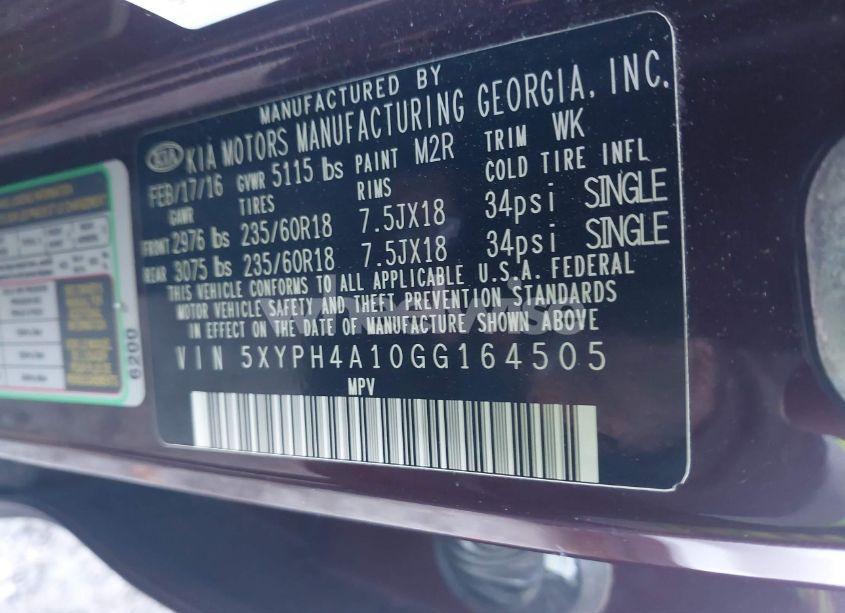 MANUFACTURED BY
KIA KIA MOTORS MANUFACTURING GEORGIA, INC.
FEB/17/16 GVWR 5115 lbs PAINT M2R TRIM WK
GAWR TIRES RIMS COLD TIRE INFL
FRONT 2976 lbs 235/60R18 7.5JX18 34psi SINGLE
REAR 3075 lbs 235/60R18 7.5JX18 34psi SINGLE
THIS VEHICLE CONFORMS TO ALL APPLICABLE U.S.A. FEDERAL
MOTOR VEHICLE SAFETY AND THEFT PREVENTION STANDARDS
IN EFFECT ON THE DATE OF MANUFACTURE SHOWN ABOVE
VIN 5XYPH4A10GG164505
MPV
6200